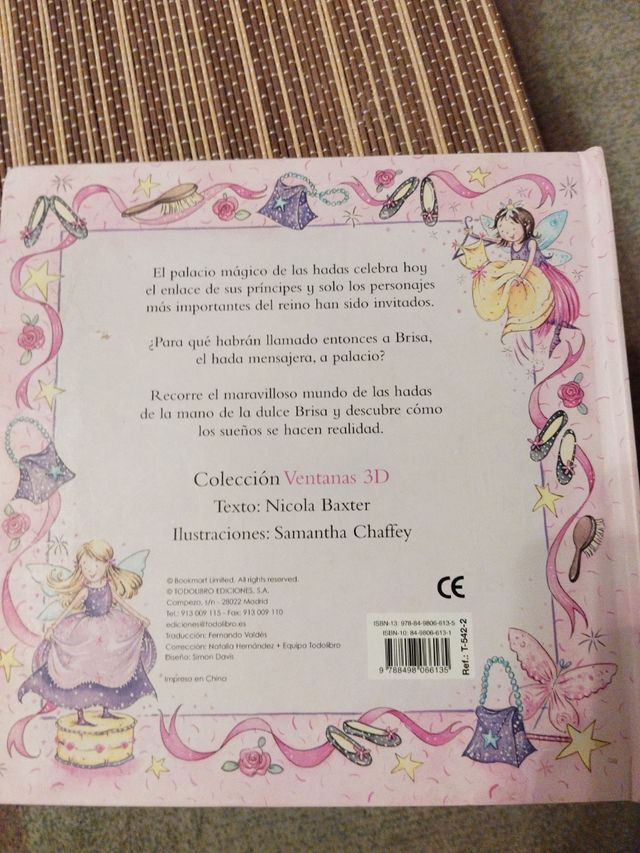 El palacio mágico de las hadas celebra hoy
el enlace de sus príncipes y solo los personajes
más importantes del reino han sido invitados.
¿Para qué habrán llamado entonces a Brisa,
el hada mensajera, a palacio?
Recorre el maravilloso mundo de las hadas
de la mano de la dulce Brisa y descubre cómo
los sueños se hacen realidad.
Colección Ventanas 3D
Texto: Nicola Baxter
Ilustraciones: Samantha Chaffey
© Bookmart Limited. All rights reserved.
© TODOLIBRO EDICIONES, S.A.
Campezo, s/n - 28022 Madrid
Tel.: 913 009 115 - Fax: 913 009 110
ediciones@todolibro.es
Traducción: Fernando Valdés
Corrección: Natalia Hernández + Equipo Todolibro
Diseño: Simon Davis
Impreso en China
CE
ISBN-13: 978-84-9806-613-5
ISBN-10: 84-9806-613-1
9 788498 066135
Ref.: T-542-2